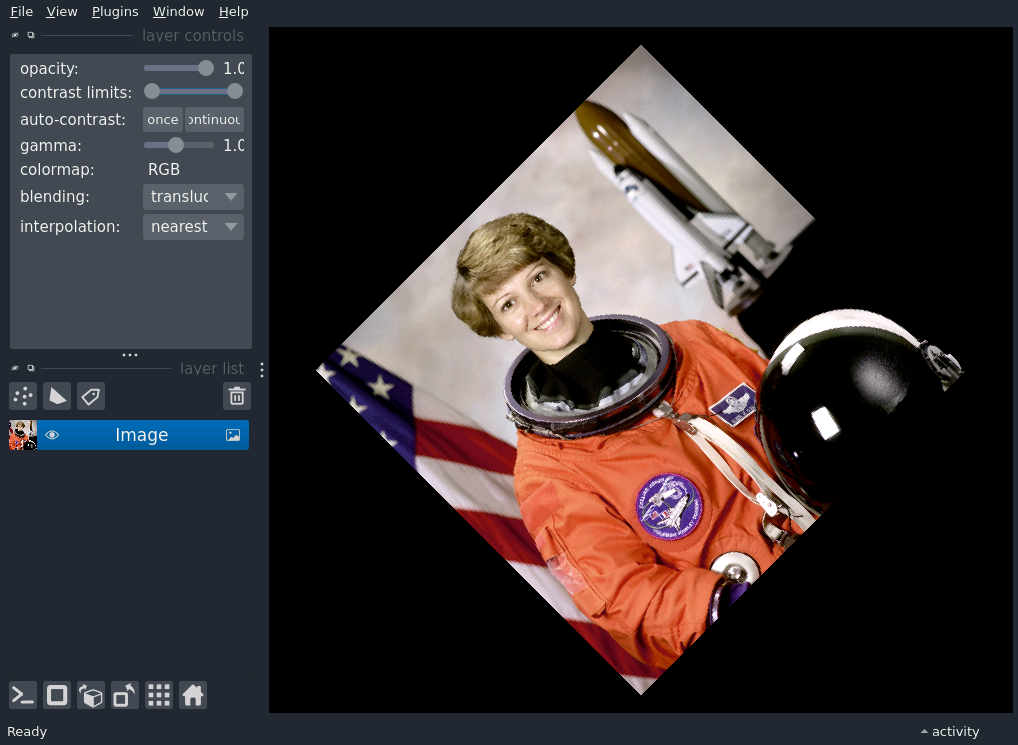 File View Plugins Window Help
layer controls
opacity: 1.0
contrast limits:
auto-contrast: once ontinuou
gamma: 1.0
colormap: RGB
blending: transluc
interpolation: nearest
layer list
Image
Ready
activity